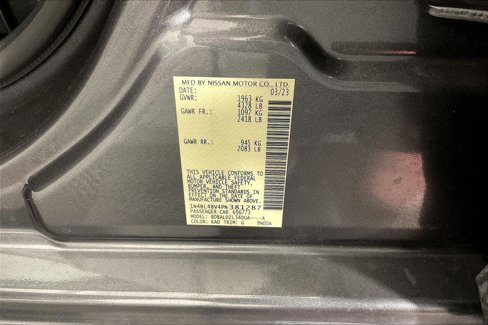 MFD BY NISSAN MOTOR CO., LTD.
DATE: 03/23
GVWR: 1963 KG
4328 LB
GAWR FR.: 1097 KG
2418 LB
GAWR RR.: 945 KG
2083 LB
THIS VEHICLE CONFORMS TO
ALL APPLICABLE FEDERAL
MOTOR VEHICLE SAFETY,
BUMPER, AND THEFT
PREVENTION STANDARDS IN
EFFECT ON THE DATE OF
MANUFACTURE SHOWN ABOVE.
1N4BL4BV4PN381287
PASSENGER CAR 696773
MODEL:
COLOR: KAD TRIM: G